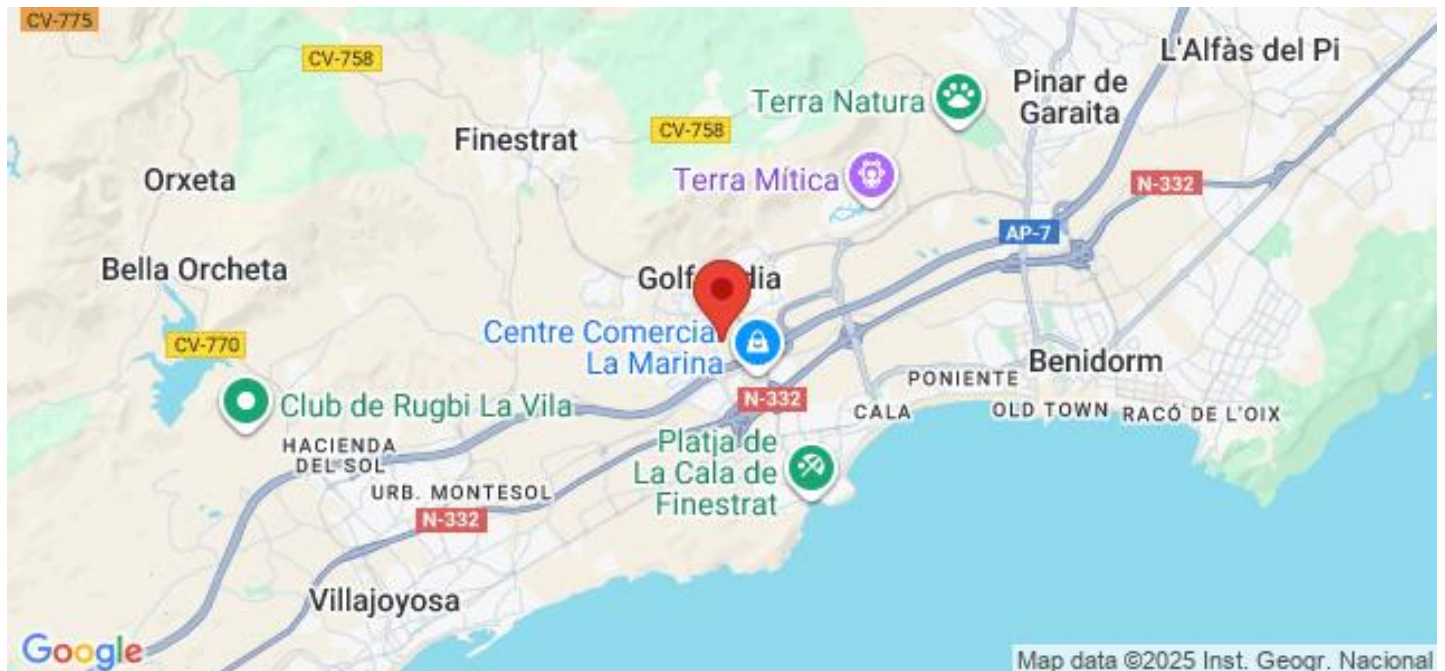 CV-775
CV-758
L'Alfàs del Pi
Terra Natura
Pinar de
Garaita
Finestrat
CV-758
Orxeta
Terra Mítica
N-332
AP-7
Bella Orcheta
Centre Comercial
La Marina
CV-770
Benidorm
PONIENTE
N-332
CALA
OLD TOWN
RACÓ DE L'OIX
Club de Rugbi La Vila
HACIENDA
DEL SOL
Platja de
La Cala de
Finestrat
URB. MONTESOL
N-332
Villajoyosa
Google
Map data ©2025 Inst. Geogr. Nacional